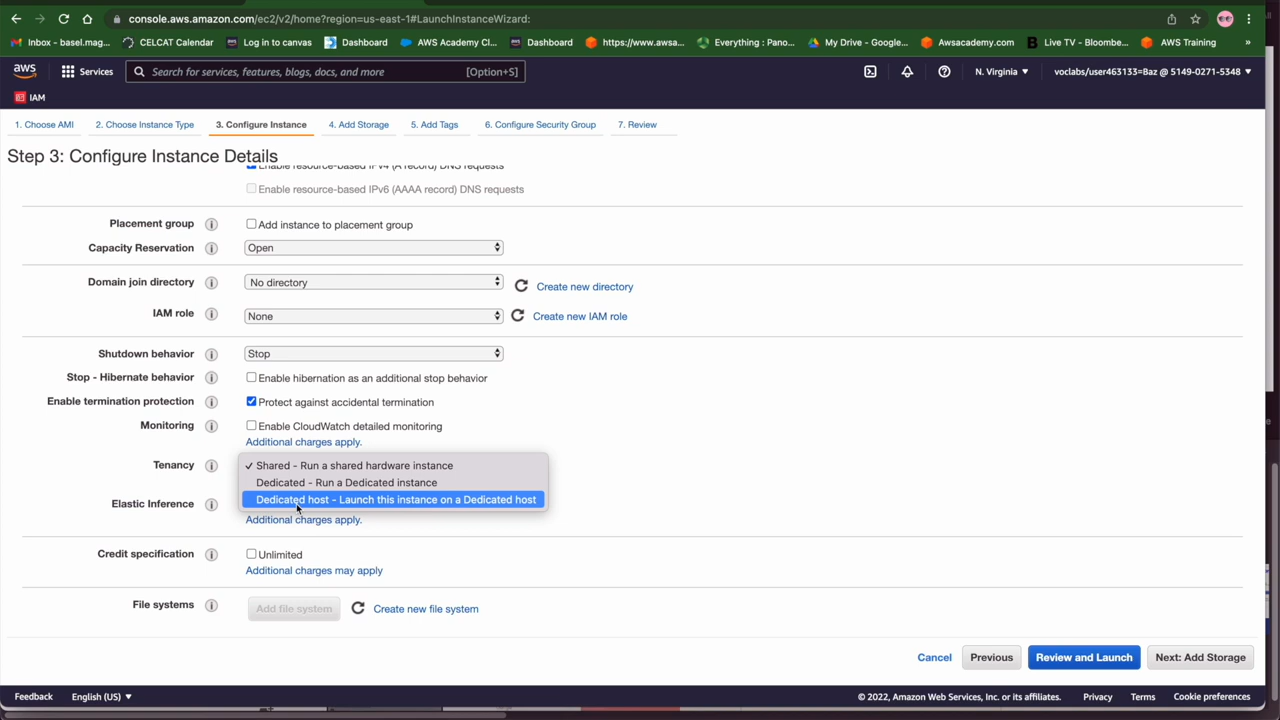 console.aws.amazon.com/ec2/v2/home?region=us-east-1#LaunchInstanceWizard:
Inbox - basel.mag... CELCAT Calendar Log in to canvas Dashboard AWS Academy Cl... Dashboard https://www.awsa... Everything : Pano... My Drive - Google... Awsacademy.com Live TV - Bloombe... AWS Training »
aws Services Search for services, features, blogs, docs, and more [Option+S] N. Virginia ▼ voclabs/user463133=Baz @ 5149-0271-5348 ▼
IAM
1. Choose AMI 2. Choose Instance Type 3. Configure Instance 4. Add Storage 5. Add Tags 6. Configure Security Group 7. Review
Step 3: Configure Instance Details
Enable resource-based IPv4 (A record) DNS requests
Enable resource-based IPv6 (AAAA record) DNS requests
Placement group Add instance to placement group
Capacity Reservation Open
Domain join directory No directory Create new directory
IAM role None Create new IAM role
Shutdown behavior Stop
Stop - Hibernate behavior Enable hibernation as an additional stop behavior
Enable termination protection Protect against accidental termination
Monitoring Enable CloudWatch detailed monitoring
Additional charges apply.
Tenancy ✓ Shared - Run a shared hardware instance
Dedicated - Run a Dedicated instance
Dedicated host - Launch this instance on a Dedicated host
Elastic Inference
Additional charges apply.
Credit specification Unlimited
Additional charges may apply
File systems Add file system Create new file system
Cancel Previous Review and Launch Next: Add Storage
Feedback English (US) ▼ © 2022, Amazon Web Services, Inc. or its affiliates. Privacy Terms Cookie preferences